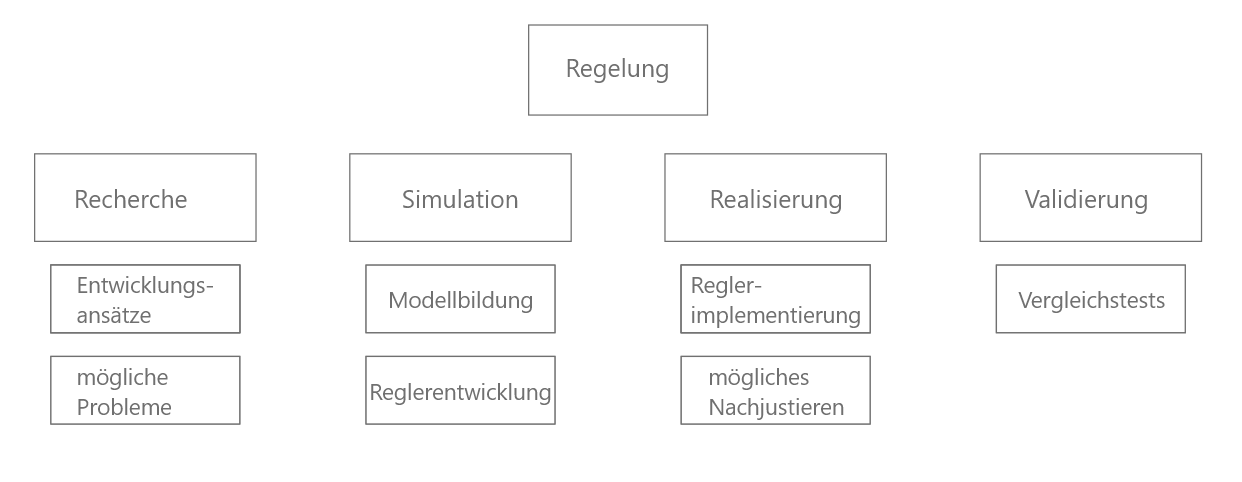 Regelung
Recherche
Simulation
Realisierung
Validierung
Entwicklungs-
ansätze
Modellbildung
Regler-
implementierung
Vergleichstests
mögliche
Probleme
Reglerentwicklung
mögliches
Nachjustieren